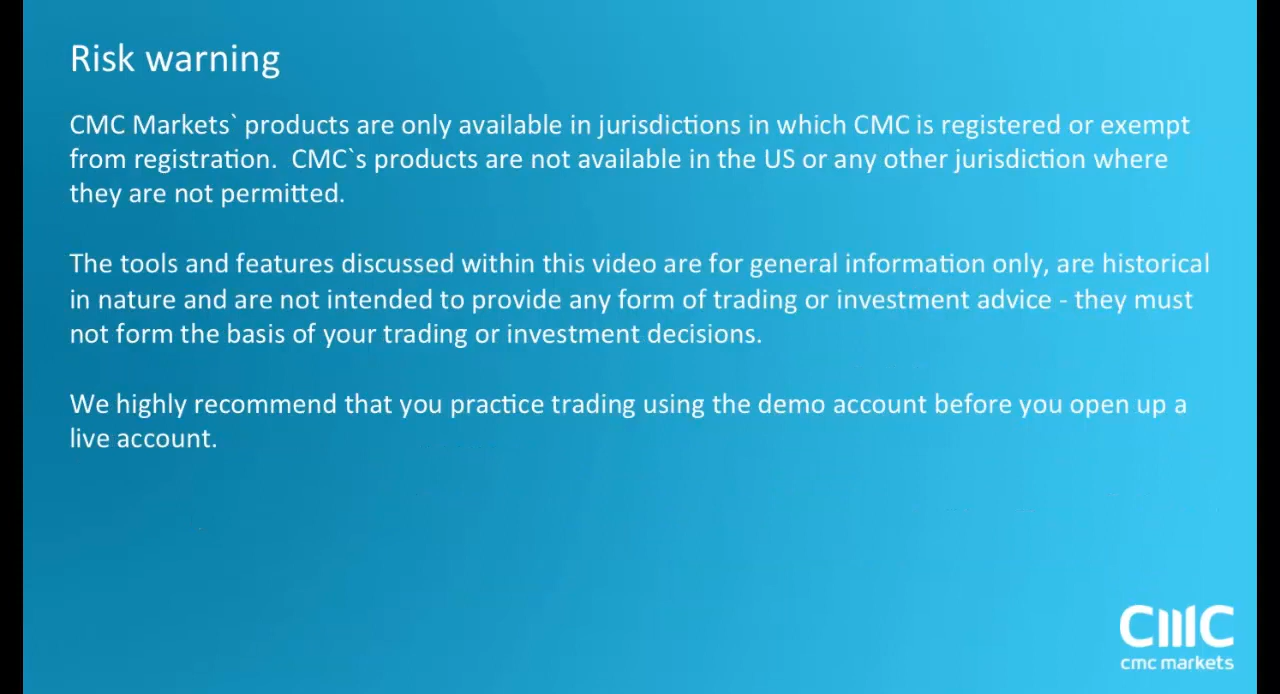 Risk warning
CMC Markets` products are only available in jurisdictions in which CMC is registered or exempt
from registration.  CMC`s products are not available in the US or any other jurisdiction where
they are not permitted.
The tools and features discussed within this video are for general information only, are historical
in nature and are not intended to provide any form of trading or investment advice - they must
not form the basis of your trading or investment decisions.
We highly recommend that you practice trading using the demo account before you open up a
live account.
CMC
cmc markets